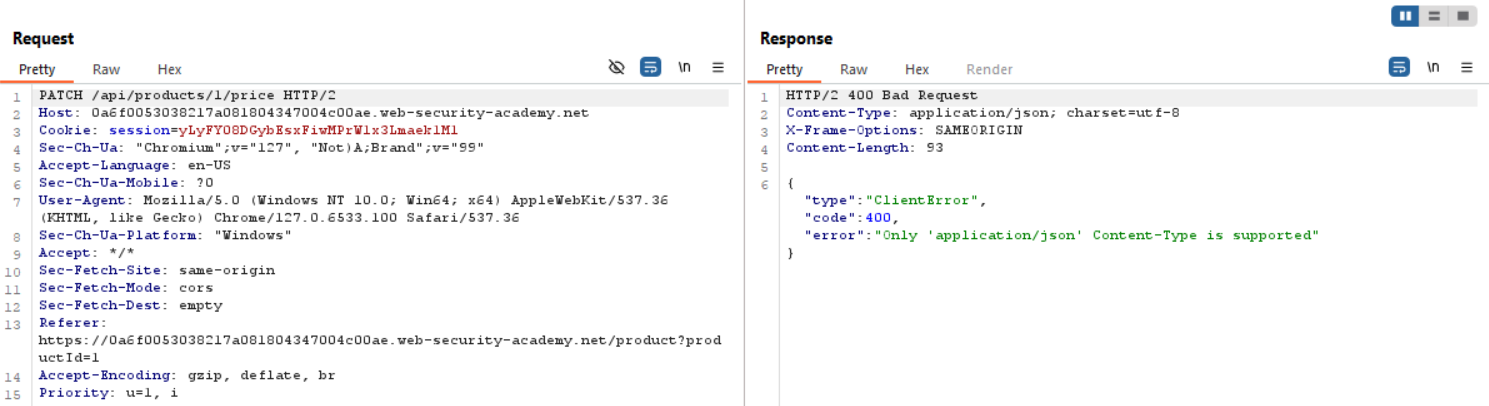 Request
Pretty Raw Hex \n
1 PATCH /api/products/1/price HTTP/2
2 Host: 0a6f0053038217a081804347004c00ae.web-security-academy.net
3 Cookie: session=yLyFYO8DGybEsxFiwMPrWlx3Lmaek1Ml
4 Sec-Ch-Ua: "Chromium";v="127", "Not)A;Brand";v="99"
5 Accept-Language: en-US
6 Sec-Ch-Ua-Mobile: ?0
7 User-Agent: Mozilla/5.0 (Windows NT 10.0; Win64; x64) AppleWebKit/537.36
(KHTML, like Gecko) Chrome/127.0.6533.100 Safari/537.36
8 Sec-Ch-Ua-Platform: "Windows"
9 Accept: */*
10 Sec-Fetch-Site: same-origin
11 Sec-Fetch-Mode: cors
12 Sec-Fetch-Dest: empty
13 Referer:
https://0a6f0053038217a081804347004c00ae.web-security-academy.net/product?prod
uctId=1
14 Accept-Encoding: gzip, deflate, br
15 Priority: u=1, i
Response
Pretty Raw Hex Render \n
1 HTTP/2 400 Bad Request
2 Content-Type: application/json; charset=utf-8
3 X-Frame-Options: SAMEORIGIN
4 Content-Length: 93
5
6 {
"type":"ClientError",
"code":400,
"error":"Only 'application/json' Content-Type is supported"
}